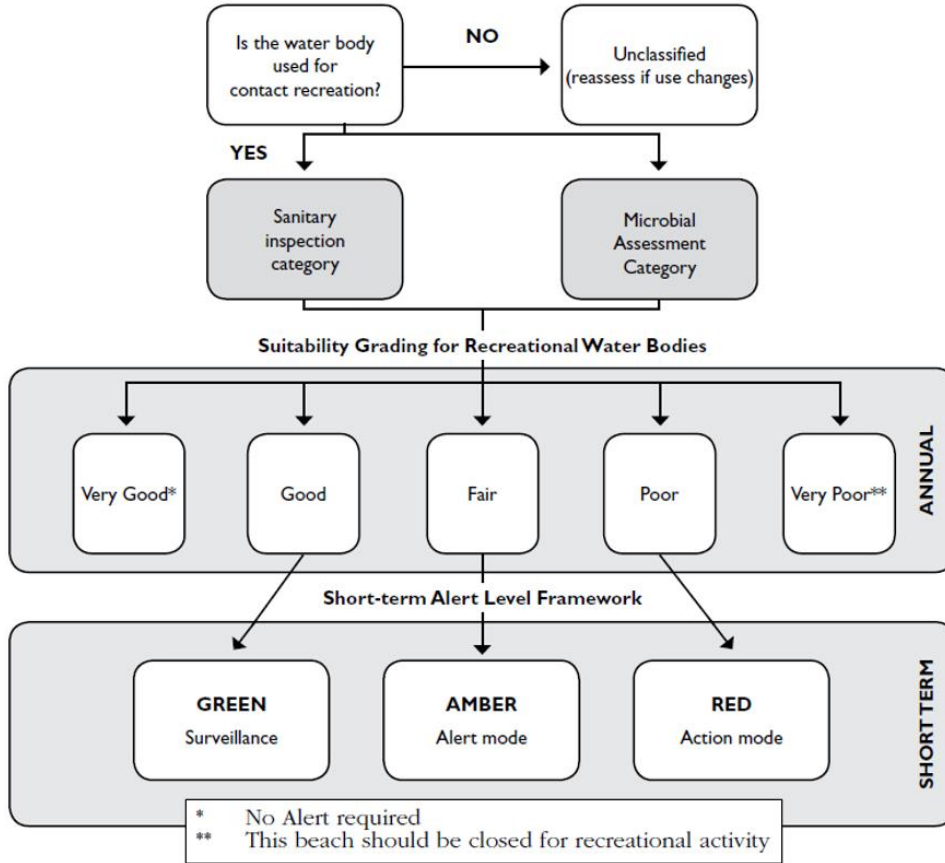 Is the water body
used for
contact recreation?
NO
Unclassified
(reassess if use changes)
YES
Sanitary
inspection
category
Microbial
Assessment
Category
Suitability Grading for Recreational Water Bodies
Very Good*
Good
Fair
Poor
Very Poor**
ANNUAL
Short-term Alert Level Framework
GREEN
Surveillance
AMBER
Alert mode
RED
Action mode
SHORT TERM
* No Alert required
** This beach should be closed for recreational activity